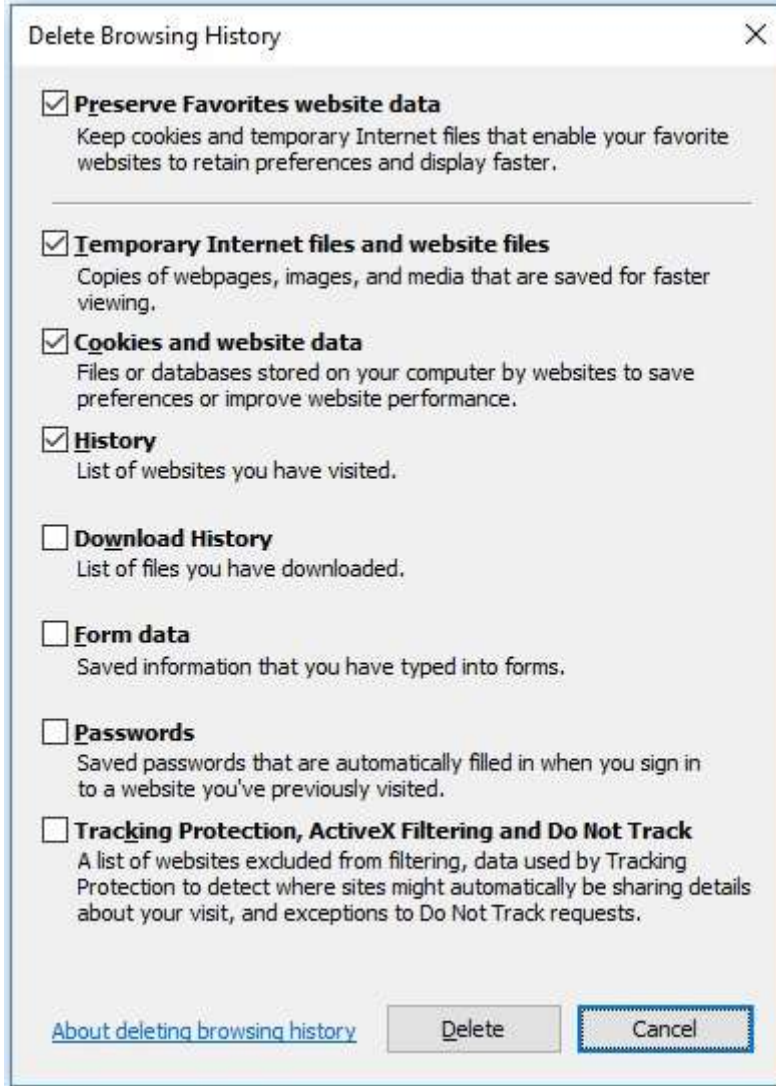 Delete Browsing History
Preserve Favorites website data
Keep cookies and temporary Internet files that enable your favorite
websites to retain preferences and display faster.
Temporary Internet files and website files
Copies of webpages, images, and media that are saved for faster
viewing.
Cookies and website data
Files or databases stored on your computer by websites to save
preferences or improve website performance.
History
List of websites you have visited.
Download History
List of files you have downloaded.
Form data
Saved information that you have typed into forms.
Passwords
Saved passwords that are automatically filled in when you sign in
to a website you've previously visited.
Tracking Protection, ActiveX Filtering and Do Not Track
A list of websites excluded from filtering, data used by Tracking
Protection to detect where sites might automatically be sharing details
about your visit, and exceptions to Do Not Track requests.
About deleting browsing history Delete Cancel